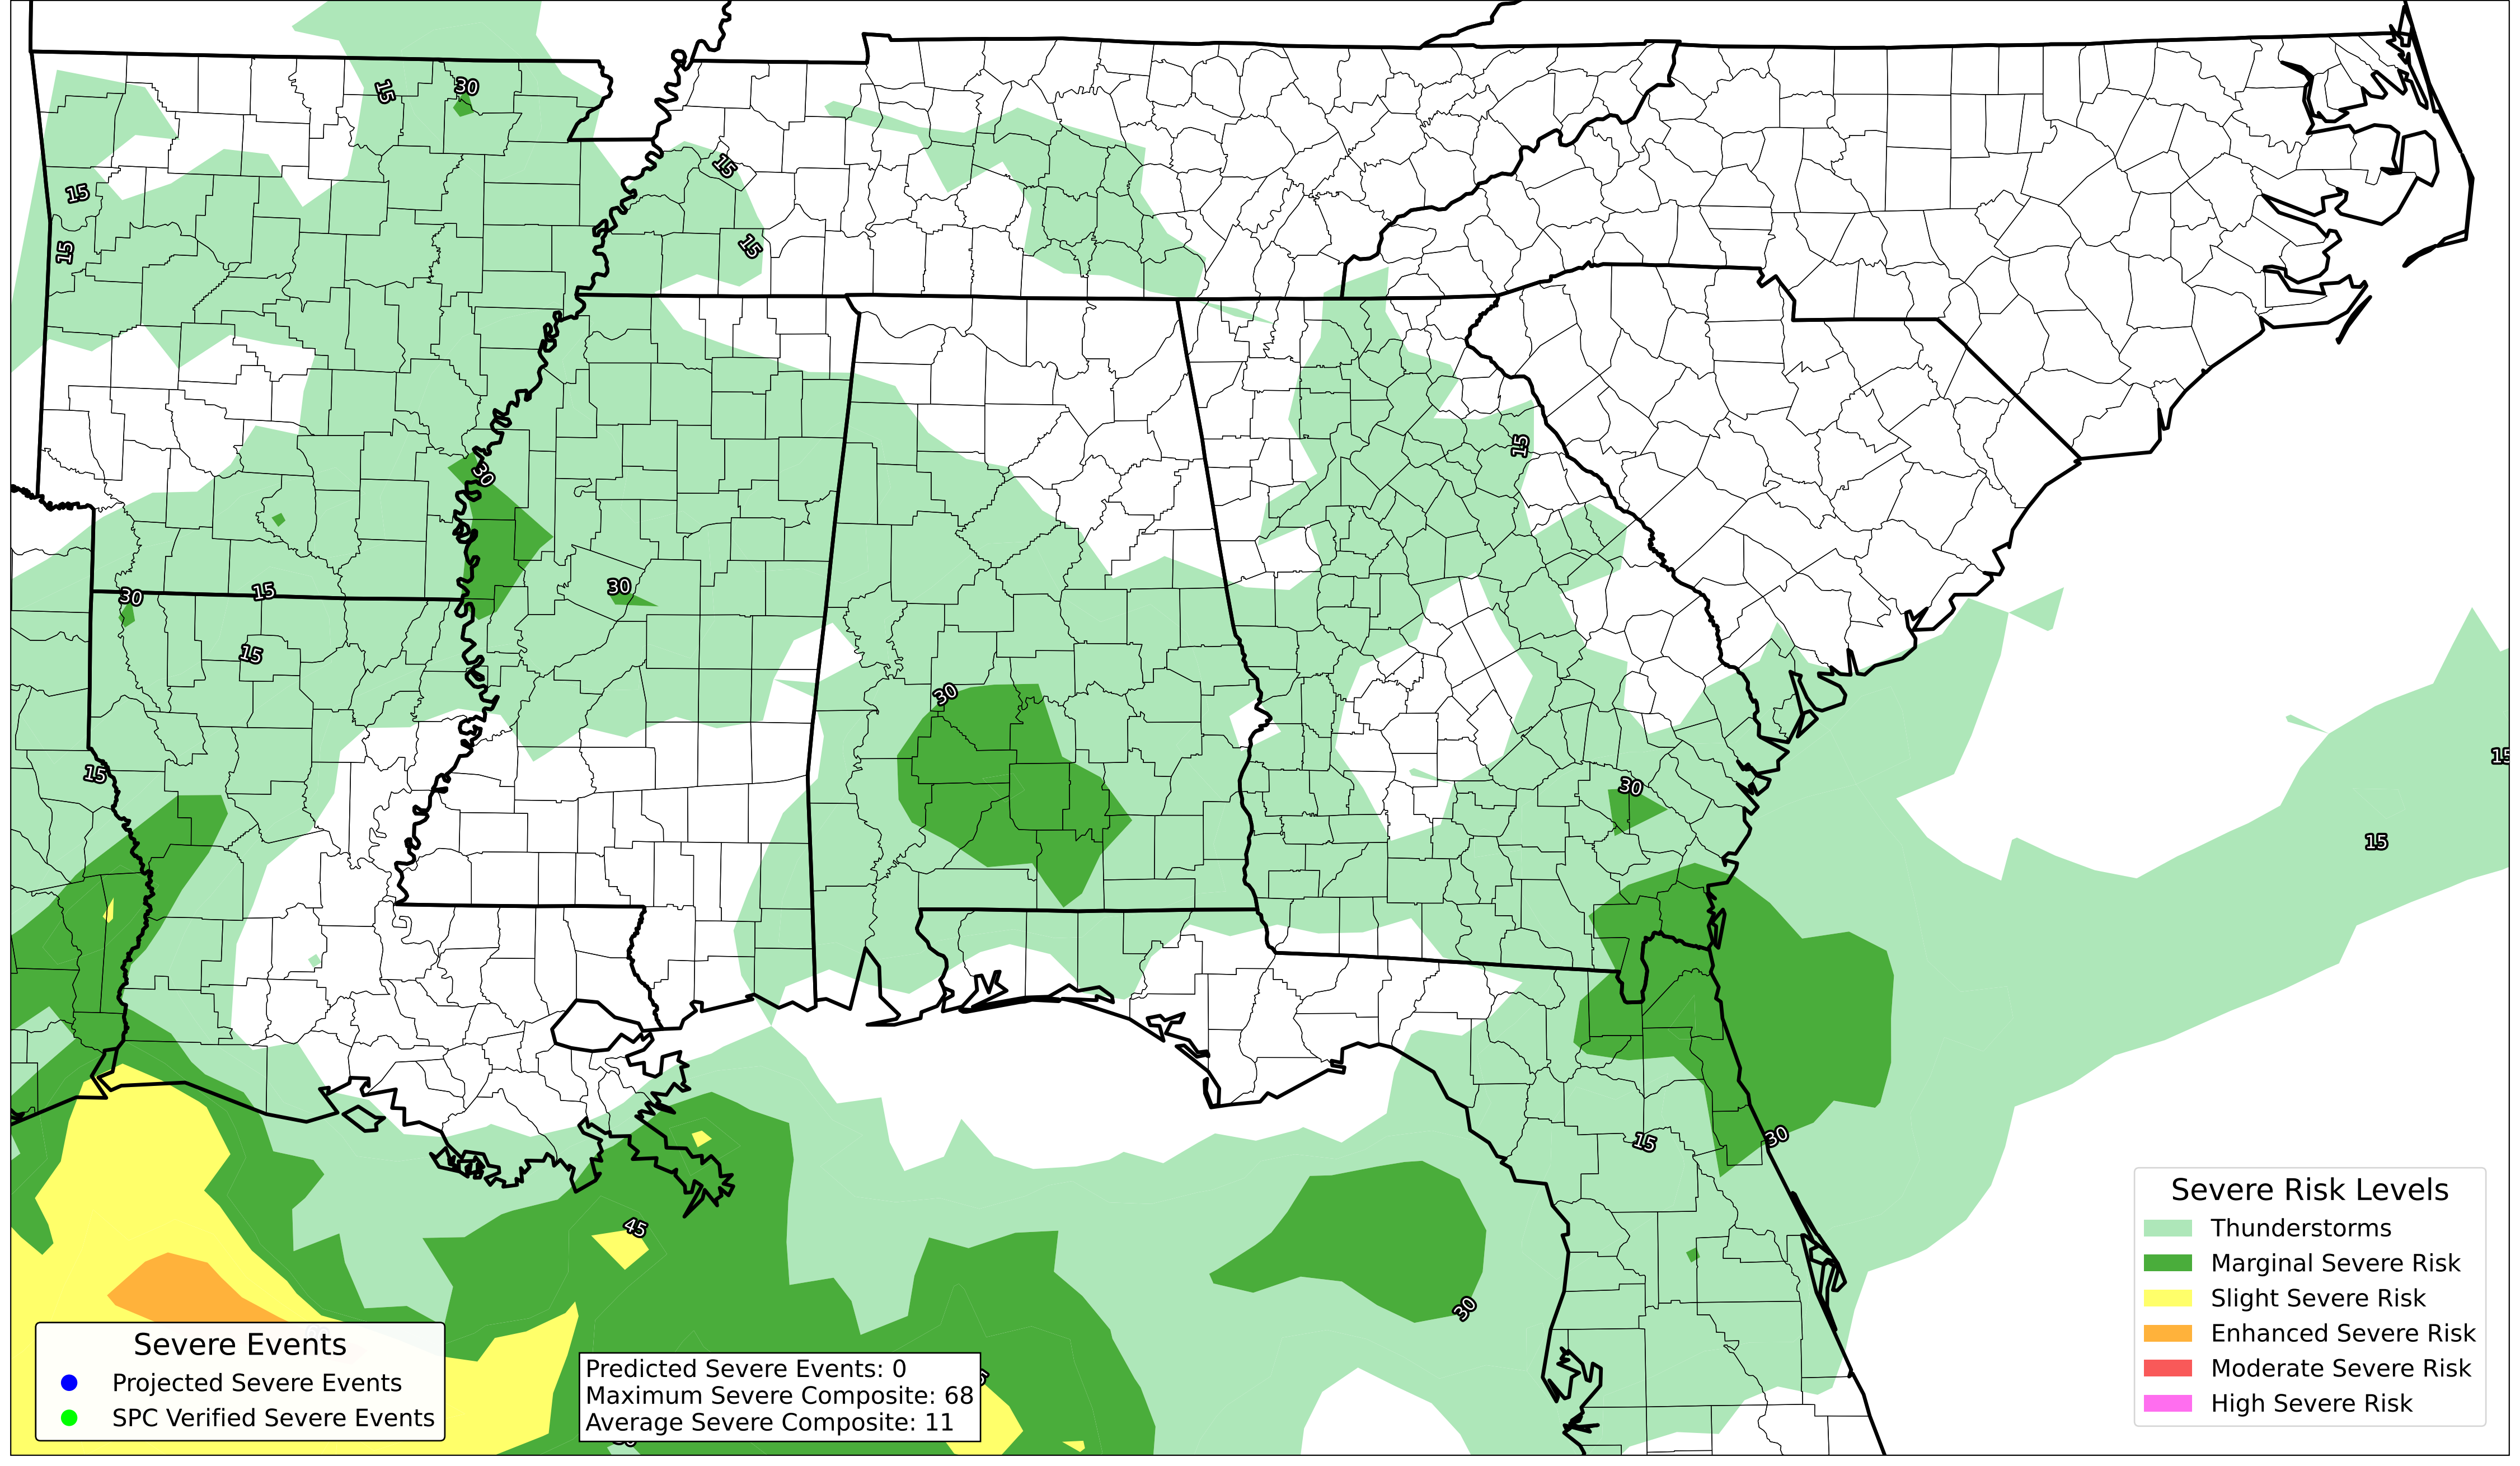 15
30
15
15
15
15
15
30
30
30
15
15
30
15
30
15
15
30
15
30
45
30
Severe Risk Levels
Thunderstorms
Marginal Severe Risk
Slight Severe Risk
Enhanced Severe Risk
Moderate Severe Risk
High Severe Risk
Severe Events
Projected Severe Events
SPC Verified Severe Events
Predicted Severe Events: 0
Maximum Severe Composite: 68
Average Severe Composite: 11